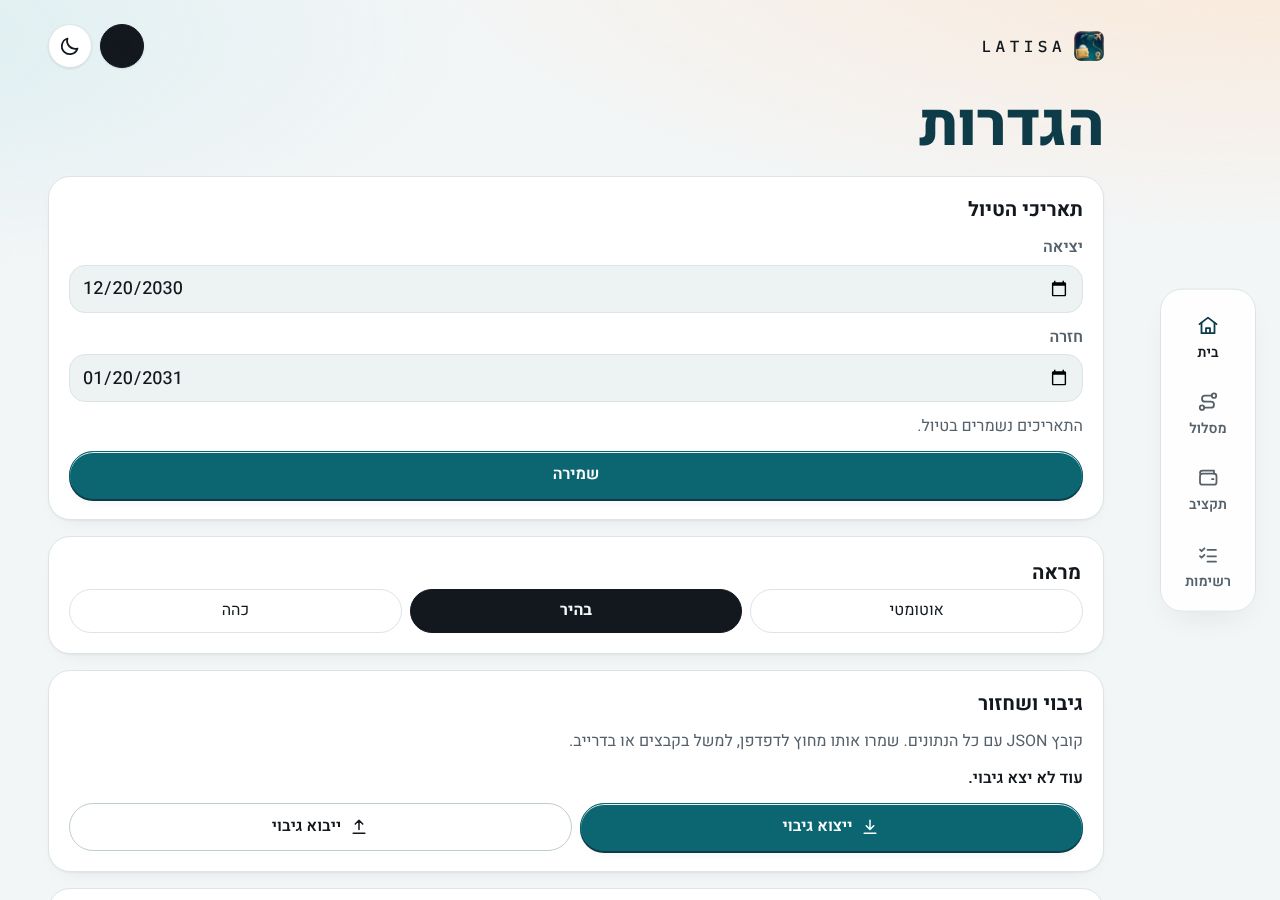 LATISA
הגדרות
תאריכי הטיול
יציאה
12/20/2030
חזרה
01/20/2031
התאריכים נשמרים בטיול.
שמירה
מראה
אוטומטי
בהיר
כהה
גיבוי ושחזור
קובץ JSON עם כל הנתונים. שמרו אותו מחוץ לדפדפן, למשל בקבצים או בדרייב.
עוד לא יצא גיבוי.
ייצוא גיבוי
ייבוא גיבוי
בית
מסלול
תקציב
רשימות